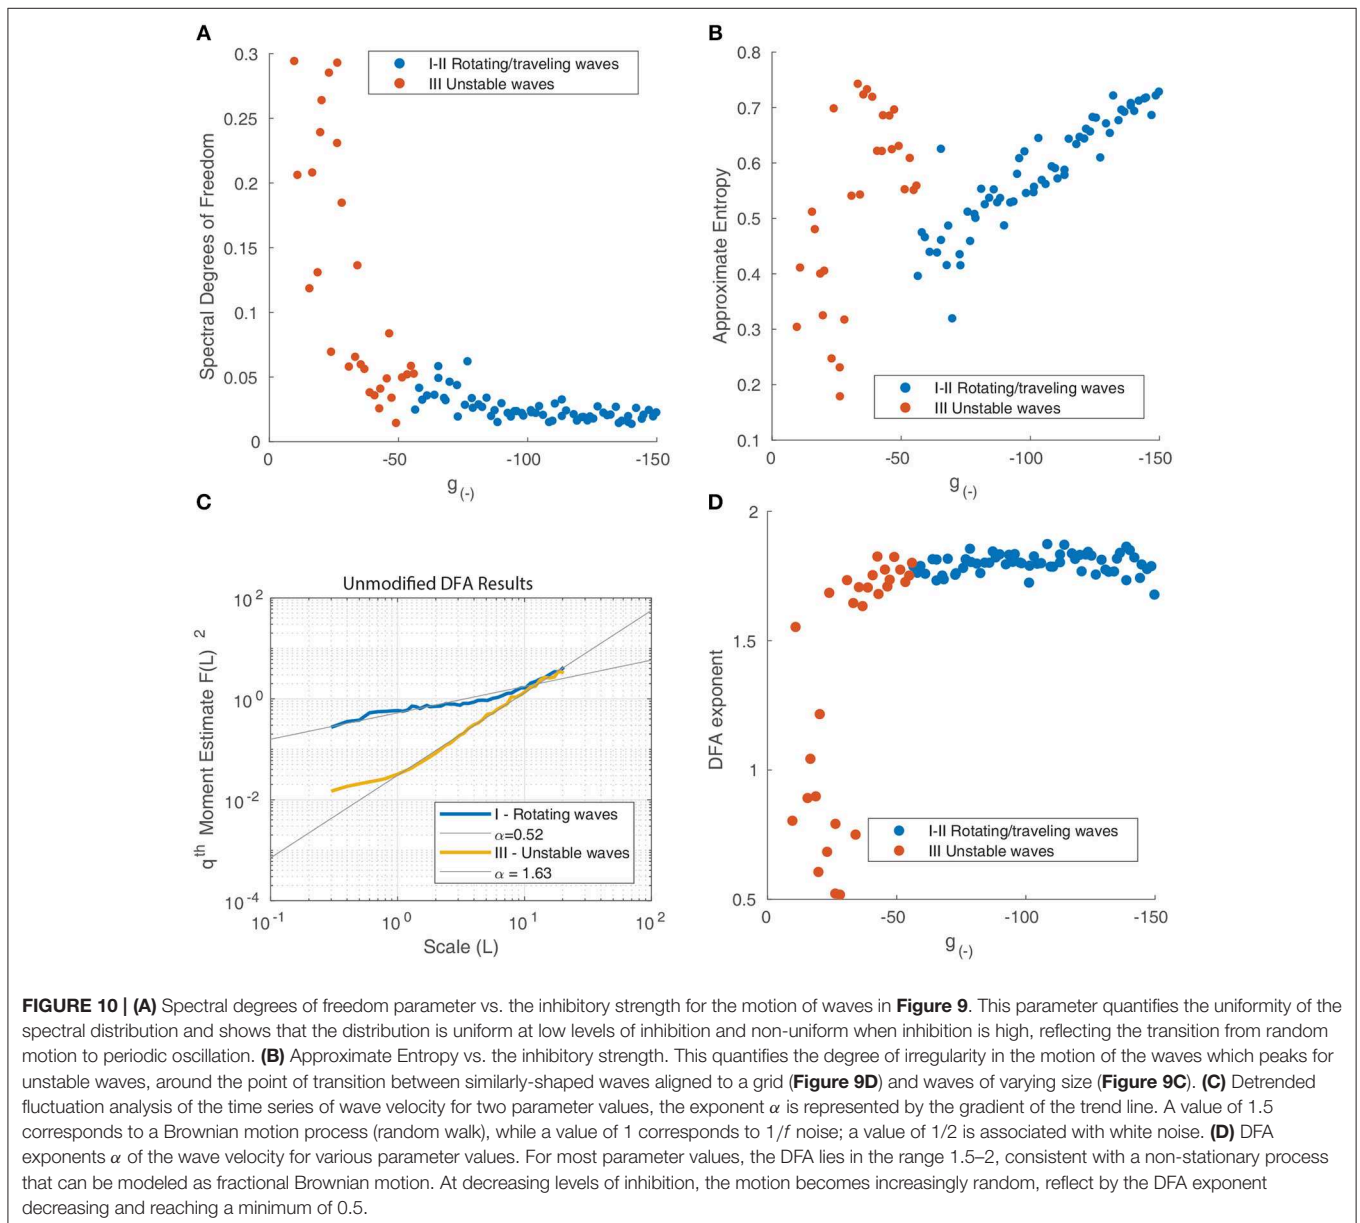 A
0.3
0.25
0.2
0.15
0.1
0.05
0
0
-50
-100
-150
Spectral Degrees of Freedom
g(-)
I-II Rotating/traveling waves
III Unstable waves
B
0.8
0.7
0.6
0.5
0.4
0.3
0.2
0.1
0
-50
-100
-150
Approximate Entropy
g(-)
I-II Rotating/traveling waves
III Unstable waves
C
Unmodified DFA Results
10^2
10^0
10^-2
10^-4
10^-1
10^0
10^1
10^2
q^th Moment Estimate F(L)^2
Scale (L)
I - Rotating waves
α=0.52
III - Unstable waves
α = 1.63
D
2
1.5
1
0.5
0
-50
-100
-150
DFA exponent
g(-)
I-II Rotating/traveling waves
III Unstable waves
FIGURE 10 | (A) Spectral degrees of freedom parameter vs. the inhibitory strength for the motion of waves in Figure 9. This parameter quantifies the uniformity of the
spectral distribution and shows that the distribution is uniform at low levels of inhibition and non-uniform when inhibition is high, reflecting the transition from random
motion to periodic oscillation. (B) Approximate Entropy vs. the inhibitory strength. This quantifies the degree of irregularity in the motion of the waves which peaks for
unstable waves, around the point of transition between similarly-shaped waves aligned to a grid (Figure 9D) and waves of varying size (Figure 9C). (C) Detrended
fluctuation analysis of the time series of wave velocity for two parameter values, the exponent α is represented by the gradient of the trend line. A value of 1.5
corresponds to a Brownian motion process (random walk), while a value of 1 corresponds to 1/f noise; a value of 1/2 is associated with white noise. (D) DFA
exponents α of the wave velocity for various parameter values. For most parameter values, the DFA lies in the range 1.5–2, consistent with a non-stationary process
that can be modeled as fractional Brownian motion. At decreasing levels of inhibition, the motion becomes increasingly random, reflect by the DFA exponent
decreasing and reaching a minimum of 0.5.